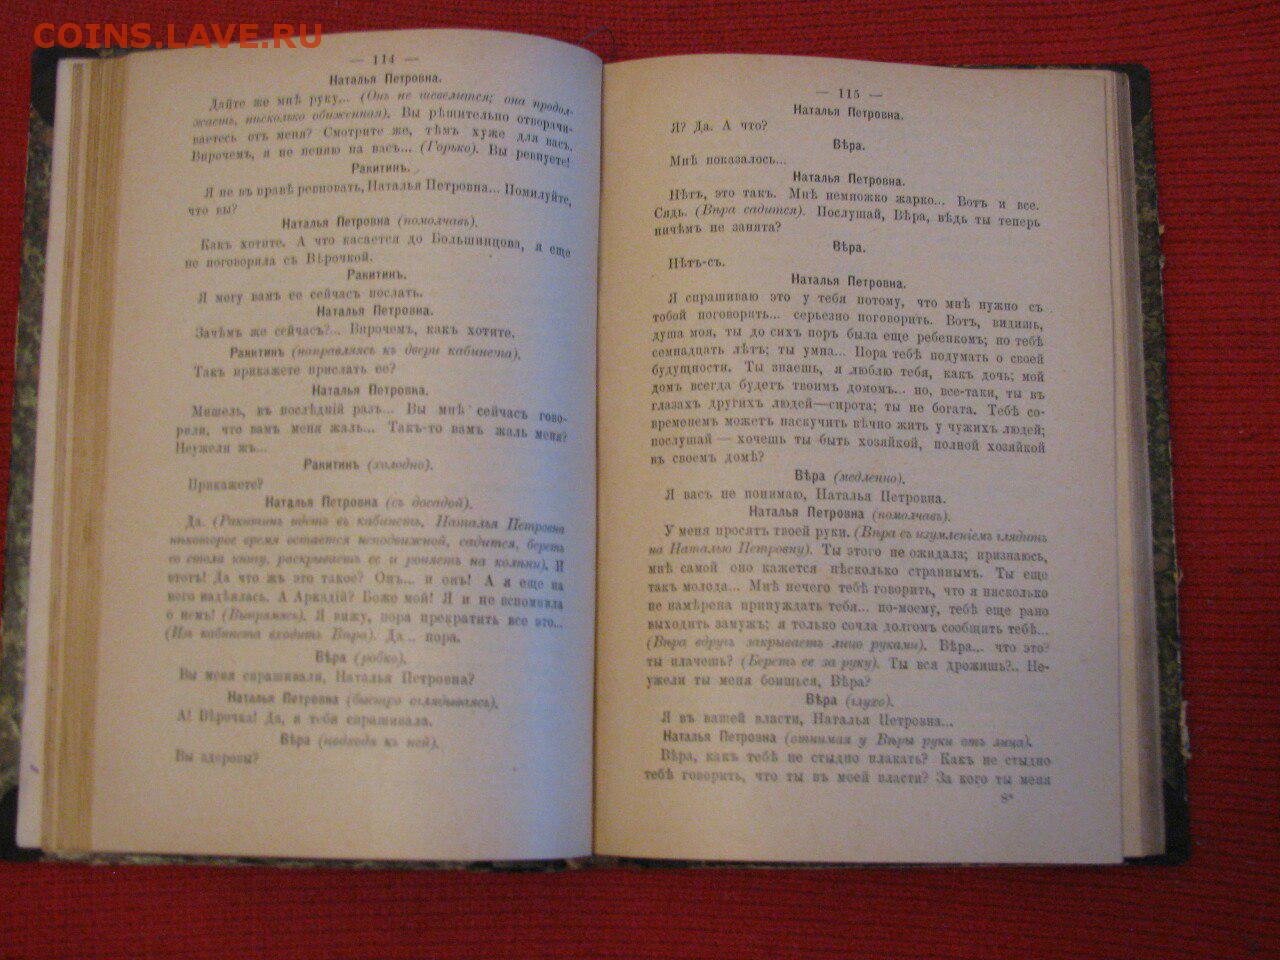 COINS.LAVE.RU
— 114 —
Наталья Петровна.
Дайте же мнѣ руку... (Онъ не шевелится; она продол-
жаетъ, нѣсколько обиженная). Вы рѣшительно отворачи-
ваетесь отъ меня? Смотрите же, тѣмъ хуже для васъ.
Впрочемъ, я не пеняю на васъ... (Горько). Вы ревнуете!
Ракитинъ.
Я не въ правѣ ревновать, Наталья Петровна... Помилуйте,
что вы?
Наталья Петровна (помолчавъ).
Какъ хотите. А что касается до Большинцова, я еще
не поговорила съ Вѣрочкой.
Ракитинъ.
Я могу вамъ ее сейчасъ послать.
Наталья Петровна.
Зачѣмъ же сейчасъ?... Впрочемъ, какъ хотите.
Ракитинъ (направляясь къ двери кабинета).
Такъ прикажете прислать ее?
Наталья Петровна.
Мишель, въ послѣдній разъ... Вы мнѣ сейчасъ гово-
рили, что вамъ меня жаль... Такъ-то вамъ жаль меня?
Неужели жъ...
Ракитинъ (холодно).
Прикажете?
Наталья Петровна (съ досадой).
Да. (Ракитинъ идетъ въ кабинетъ, Наталья Петровна
нѣкоторое время остается неподвижной, садится, беретъ
со стола книгу, раскрываетъ ее и роняетъ на колѣни). И
этотъ! Да что жъ это такое? Онъ... и онъ! А я еще на
него надѣялась. А Аркадій? Боже мой! Я и не вспомнила
о немъ! (Выпрямясь). Я вижу, пора прекратить все это...
(Изъ кабинета входитъ Вѣра). Да... пора.
Вѣра (робко).
Вы меня спрашивали, Наталья Петровна?
Наталья Петровна (быстро оглядываясь).
А! Вѣрочка! Да, я тебя спрашивала.
Вѣра (подходя къ ней).
Вы здоровы?
— 115 —
Наталья Петровна.
Я? Да. А что?
Вѣра.
Мнѣ показалось...
Наталья Петровна.
Нѣтъ, это такъ. Мнѣ немножко жарко... Вотъ и все.
Сядь. (Вѣра садится). Послушай, Вѣра, вѣдь ты теперь
ничѣмъ не занята?
Вѣра.
Нѣтъ-съ.
Наталья Петровна.
Я спрашиваю это у тебя потому, что мнѣ нужно съ
тобой поговорить... серьезно поговорить. Вотъ, видишь,
душа моя, ты до сихъ поръ была еще ребенкомъ; но тебѣ
семнадцать лѣтъ; ты умна... Пора тебѣ подумать о своей
будущности. Ты знаешь, я люблю тебя, какъ дочь; мой
домъ всегда будетъ твоимъ домомъ... но, все-таки, ты въ
глазахъ другихъ людей—сирота; ты не богата. Тебѣ со-
временемъ можетъ наскучить вѣчно жить у чужихъ людей;
послушай — хочешь ты быть хозяйкой, полной хозяйкой
въ своемъ домѣ?
Вѣра (медленно).
Я васъ не понимаю, Наталья Петровна.
Наталья Петровна (помолчавъ).
У меня просятъ твоей руки. (Вѣра съ изумленіемъ глядитъ
на Наталью Петровну). Ты этого не ожидала; признаюсь,
мнѣ самой оно кажется нѣсколько страннымъ. Ты еще
такъ молода... Мнѣ нечего тебѣ говорить, что я нисколько
не намѣрена принуждать тебя... по-моему, тебѣ еще рано
выходить замужъ; я только сочла долгомъ сообщить тебѣ...
(Вѣра вдругъ закрываетъ лицо руками). Вѣра... что это?
ты плачешь? (Беретъ ее за руку). Ты вся дрожишь?.. Не-
ужели ты меня боишься, Вѣра?
Вѣра (глухо).
Я въ вашей власти, Наталья Петровна...
Наталья Петровна (отнимая у Вѣры руки отъ лица).
Вѣра, какъ тебѣ не стыдно плакать? Какъ не стыдно
тебѣ говорить, что ты въ моей власти? За кого ты меня
8*